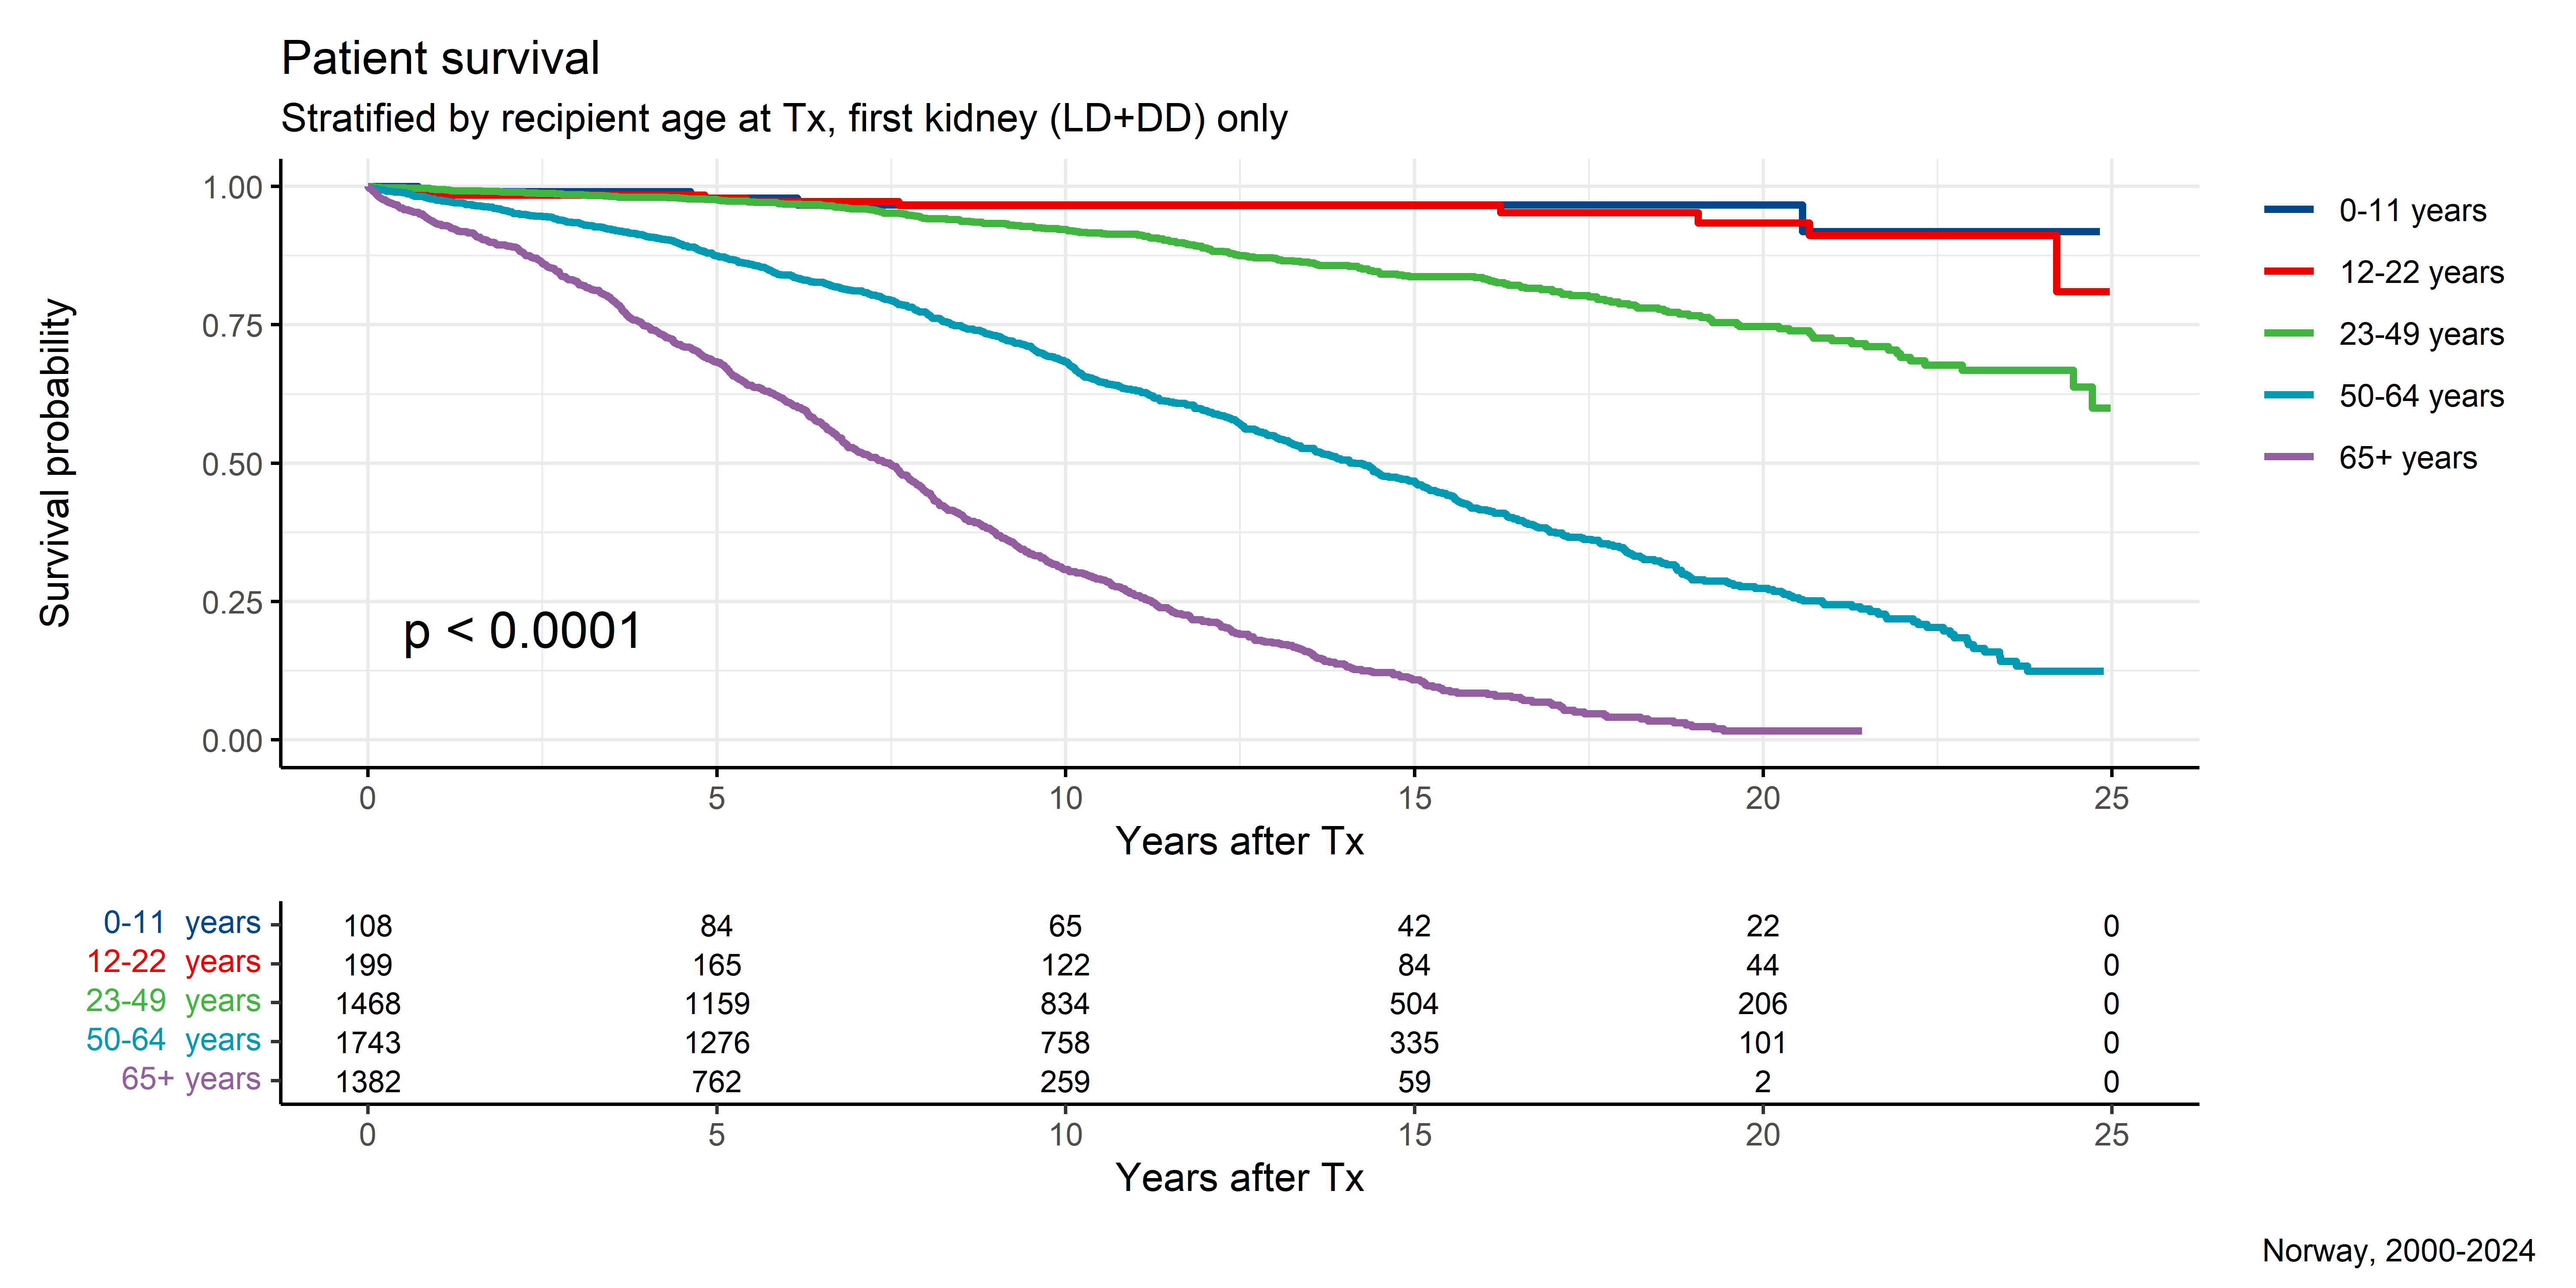 Patient survival
Stratified by recipient age at Tx, first kidney (LD+DD) only
Survival probability
1.00
0.75
0.50
0.25
0.00
p < 0.0001
0 5 10 15 20 25
Years after Tx
0-11 years
12-22 years
23-49 years
50-64 years
65+ years
0-11 years 108 84 65 42 22 0
12-22 years 199 165 122 84 44 0
23-49 years 1468 1159 834 504 206 0
50-64 years 1743 1276 758 335 101 0
65+ years 1382 762 259 59 2 0
0 5 10 15 20 25
Years after Tx
Norway, 2000-2024